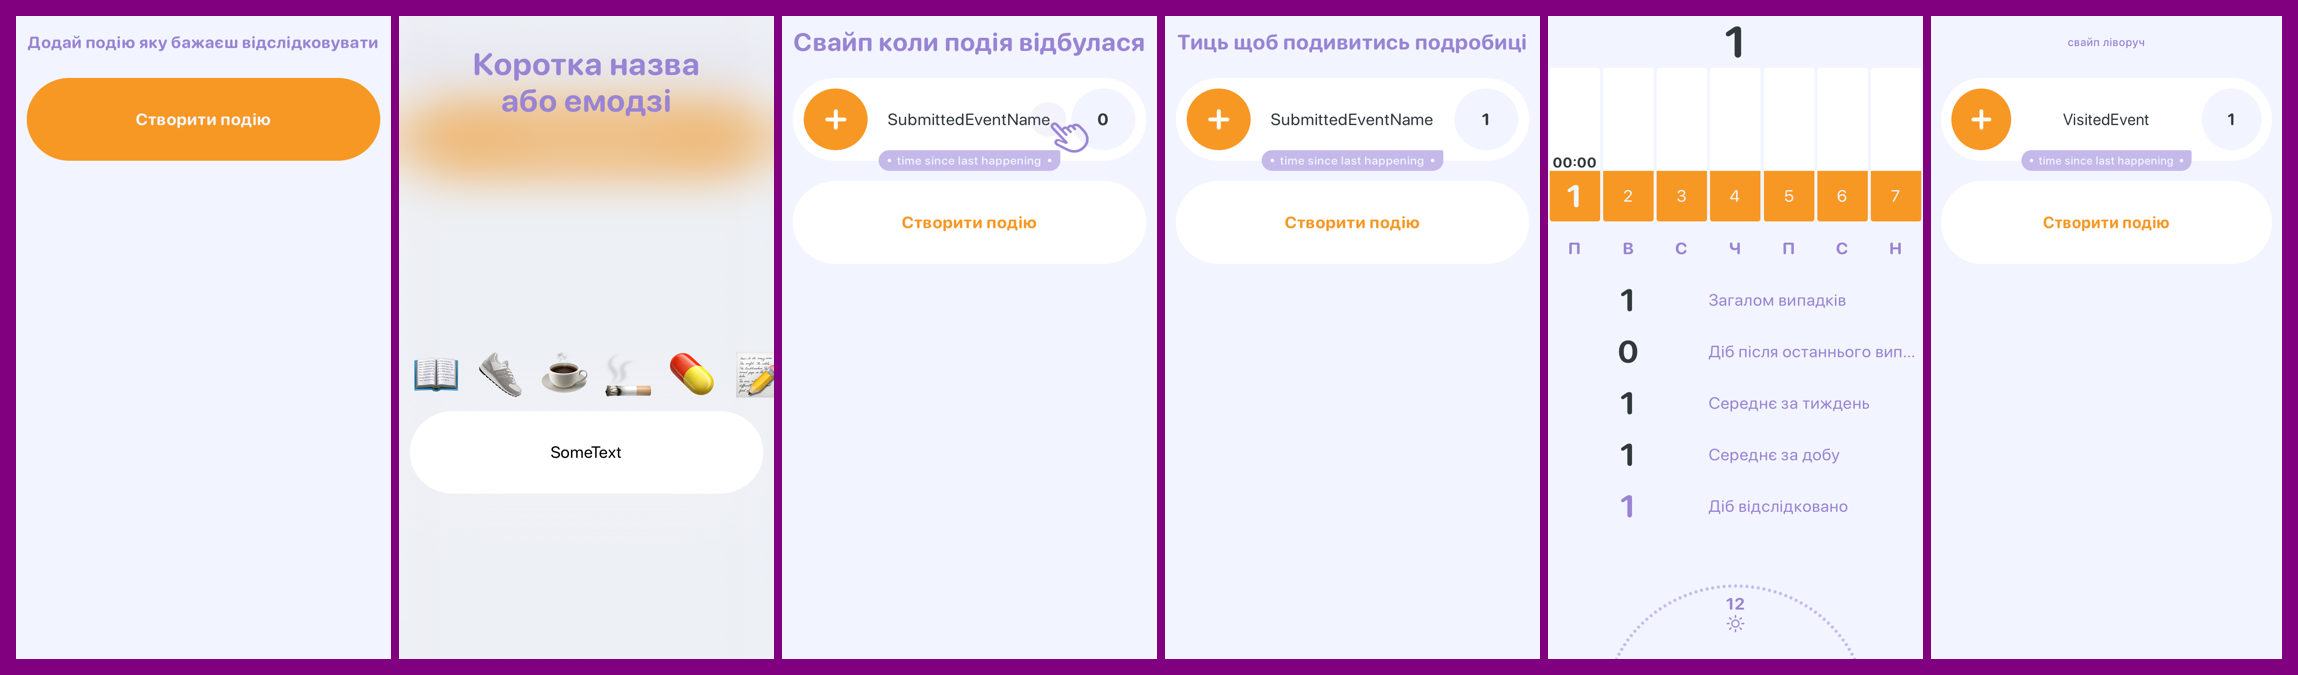 Додай подію яку бажаєш відслідковувати
Створити подію
Коротка назва
або емодзі
SomeText
Свайп коли подія відбулася
SubmittedEventName
0
• time since last happening •
Створити подію
Тиць щоб подивитись подробиці
SubmittedEventName
1
• time since last happening •
Створити подію
1
00:00
1 2 3 4 5 6 7
П В С Ч П С Н
1 Загалом випадків
0 Діб після останнього вип...
1 Середнє за тиждень
1 Середнє за добу
1 Діб відслідковано
12
свайп ліворуч
VisitedEvent
1
• time since last happening •
Створити подію